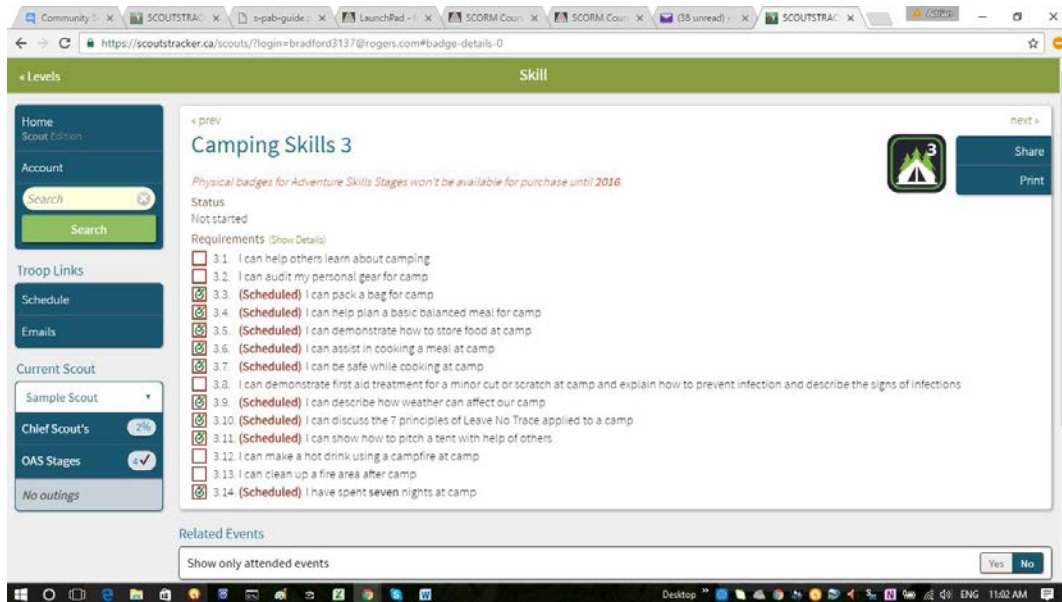 Community S
SCOUTSTRAC
s-pab-guide.p
LaunchPad - L
SCORM Cour
SCORM Cour
(38 unread) -
SCOUTSTRAC
https://scoutstracker.ca/scouts/?login=bradford3137@rogers.com#badge-details-0
« Levels
Skill
Home
Scout Edition
Account
Search
Search
Troop Links
Schedule
Emails
Current Scout
Sample Scout
Chief Scout's 2%
OAS Stages 4
No outings
« prev
next »
Camping Skills 3
3
Share
Print
Physical badges for Adventure Skills Stages won't be available for purchase until 2016.
Status
Not started
Requirements (Show Details)
3.1. I can help others learn about camping
3.2. I can audit my personal gear for camp
3.3. (Scheduled) I can pack a bag for camp
3.4. (Scheduled) I can help plan a basic balanced meal for camp
3.5. (Scheduled) I can demonstrate how to store food at camp
3.6. (Scheduled) I can assist in cooking a meal at camp
3.7. (Scheduled) I can be safe while cooking at camp
3.8. I can demonstrate first aid treatment for a minor cut or scratch at camp and explain how to prevent infection and describe the signs of infections
3.9. (Scheduled) I can describe how weather can affect our camp
3.10. (Scheduled) I can discuss the 7 principles of Leave No Trace applied to a camp
3.11. (Scheduled) I can show how to pitch a tent with help of others
3.12. I can make a hot drink using a campfire at camp
3.13. I can clean up a fire area after camp
3.14. (Scheduled) I have spent seven nights at camp
Related Events
Show only attended events
Yes No
Desktop » ENG 11:02 AM